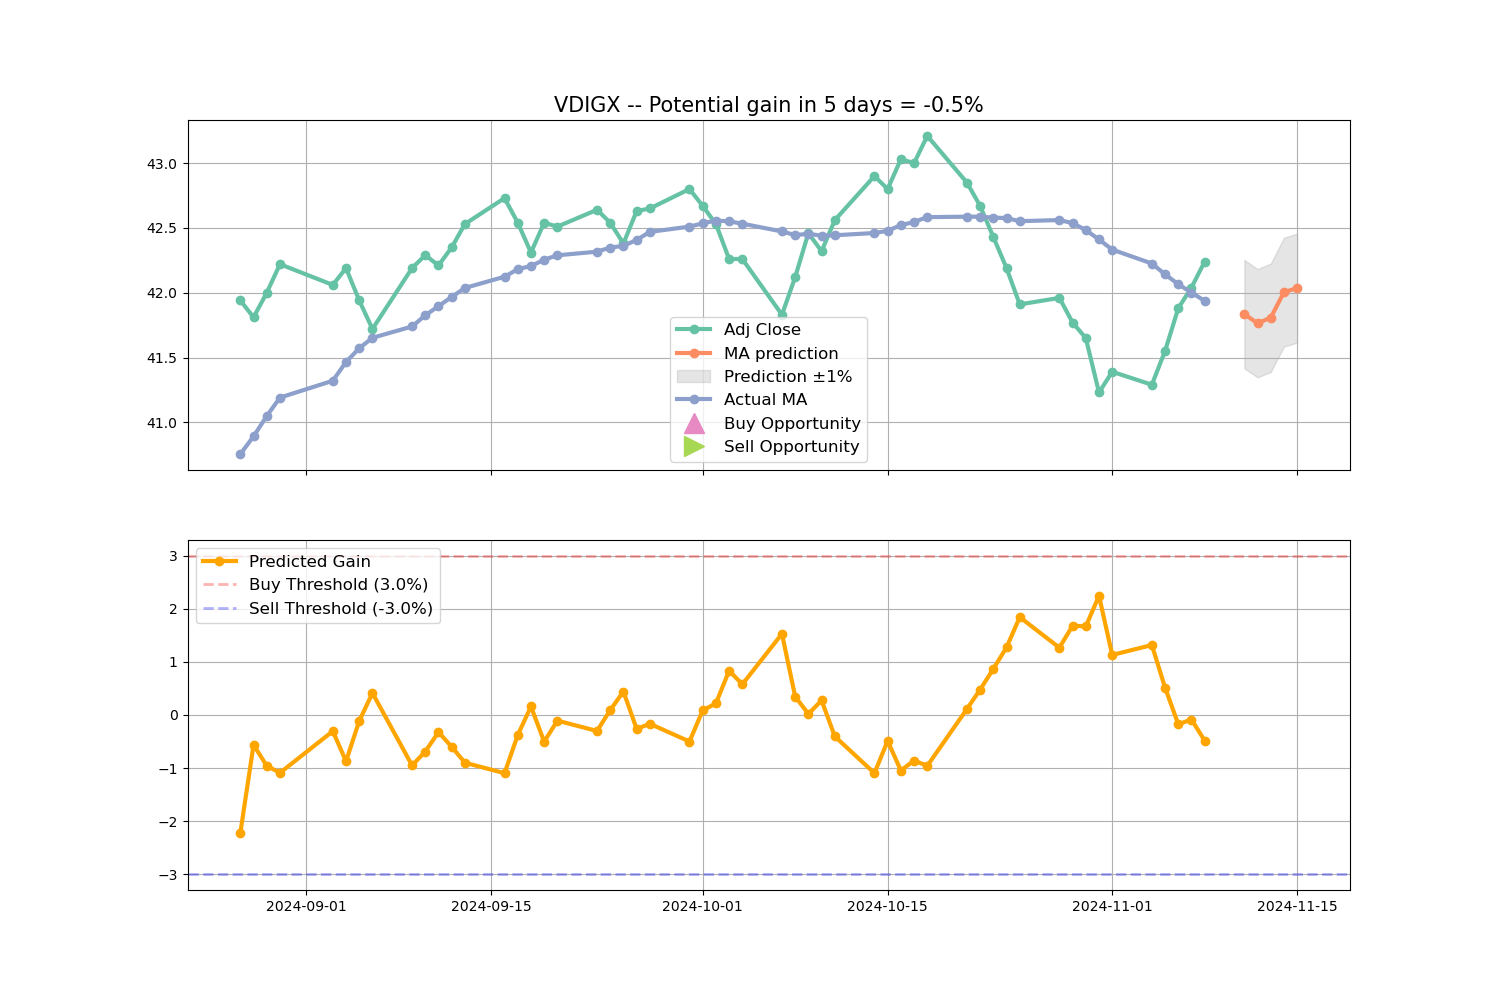 VDIGX -- Potential gain in 5 days = -0.5%
43.0
42.5
42.0
41.5
41.0
Adj Close
MA prediction
Prediction ±1%
Actual MA
Buy Opportunity
Sell Opportunity
3
2
1
0
−1
−2
−3
Predicted Gain
Buy Threshold (3.0%)
Sell Threshold (-3.0%)
2024-09-01
2024-09-15
2024-10-01
2024-10-15
2024-11-01
2024-11-15